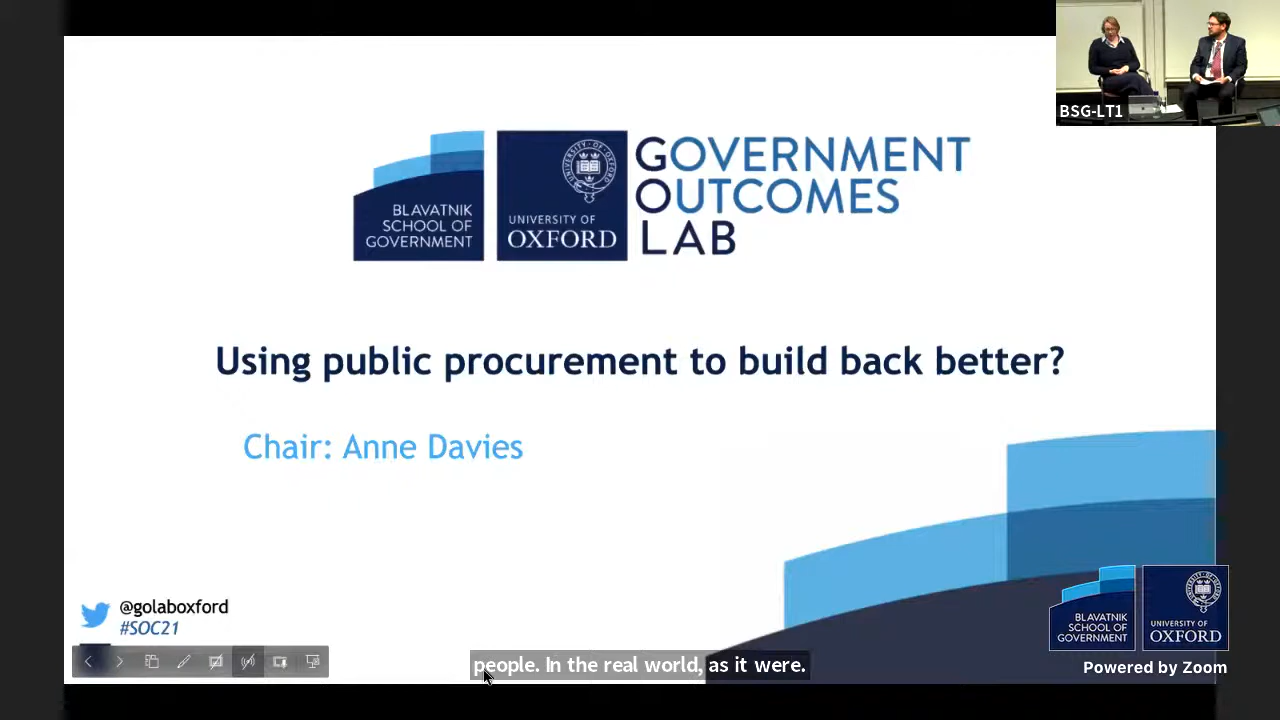 BSG-LT1
BLAVATNIK
SCHOOL OF
GOVERNMENT
UNIVERSITY OF
OXFORD
GOVERNMENT
OUTCOMES
LAB
Using public procurement to build back better?
Chair: Anne Davies
@golaboxford
#SOC21
people. In the real world, as it were.
BLAVATNIK
SCHOOL OF
GOVERNMENT
UNIVERSITY OF
OXFORD
Powered by Zoom